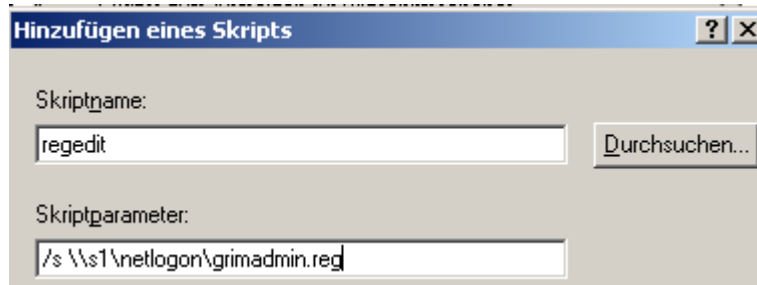 Hinzufügen eines Skripts
Skriptname:
regedit
Durchsuchen...
Skriptparameter:
/s \\s1\netlogon\grimadmin.reg